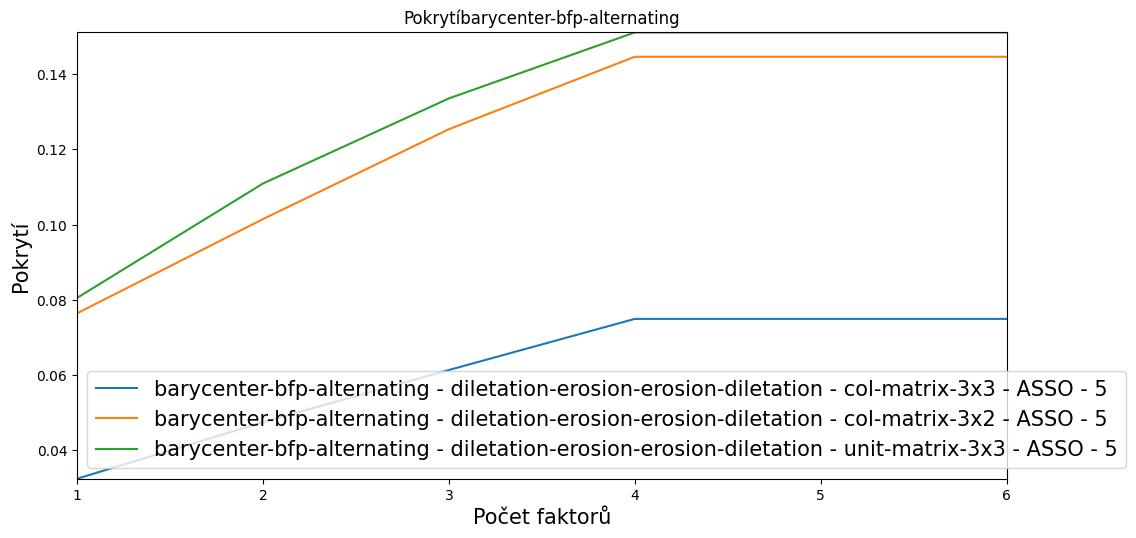 Pokrytíbarycenter-bfp-alternating
0.14
0.12
0.10
0.08
0.06
0.04
Pokrytí
barycenter-bfp-alternating - diletation-erosion-erosion-diletation - col-matrix-3x3 - ASSO - 5
barycenter-bfp-alternating - diletation-erosion-erosion-diletation - col-matrix-3x2 - ASSO - 5
barycenter-bfp-alternating - diletation-erosion-erosion-diletation - unit-matrix-3x3 - ASSO - 5
1 2 3 4 5 6
Počet faktorů